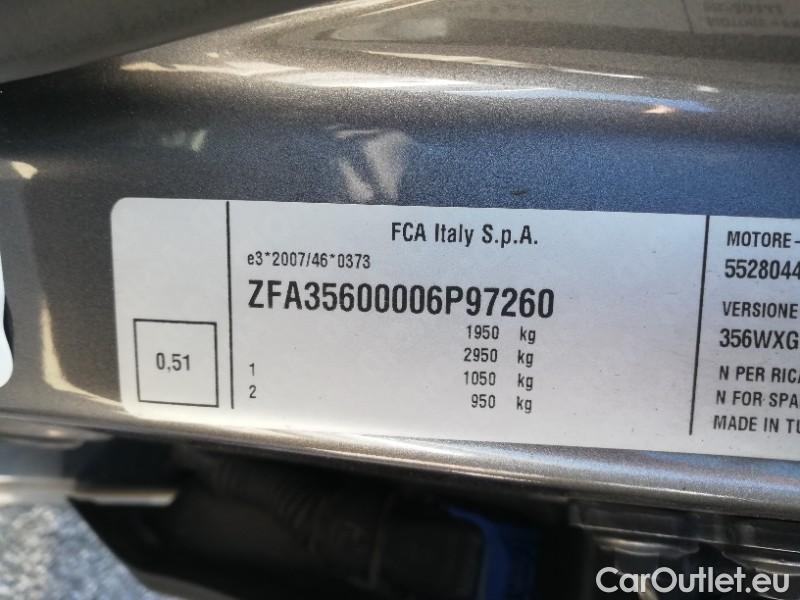 FCA Italy S.p.A.
e3*2007/46*0373
ZFA35600006P97260
1950 kg
2950 kg
1 1050 kg
2 950 kg
0,51
MOTORE-
5528044
VERSIONE
356WXG
N PER RICA
N FOR SPA
MADE IN TU
CarOutlet.eu